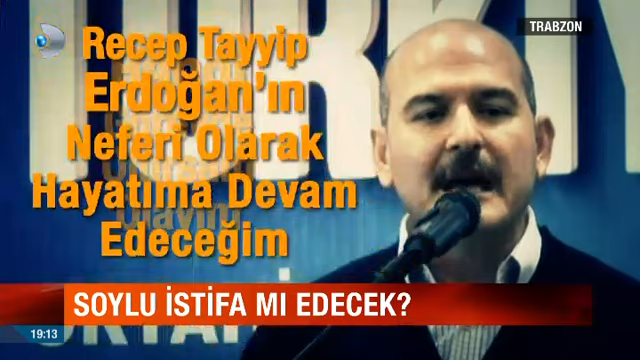 TRABZON
Recep Tayyip
Erdoğan'ın
Neferi Olarak
Hayatıma Devam
Edeceğim
SOYLU İSTİFA MI EDECEK?
19:13